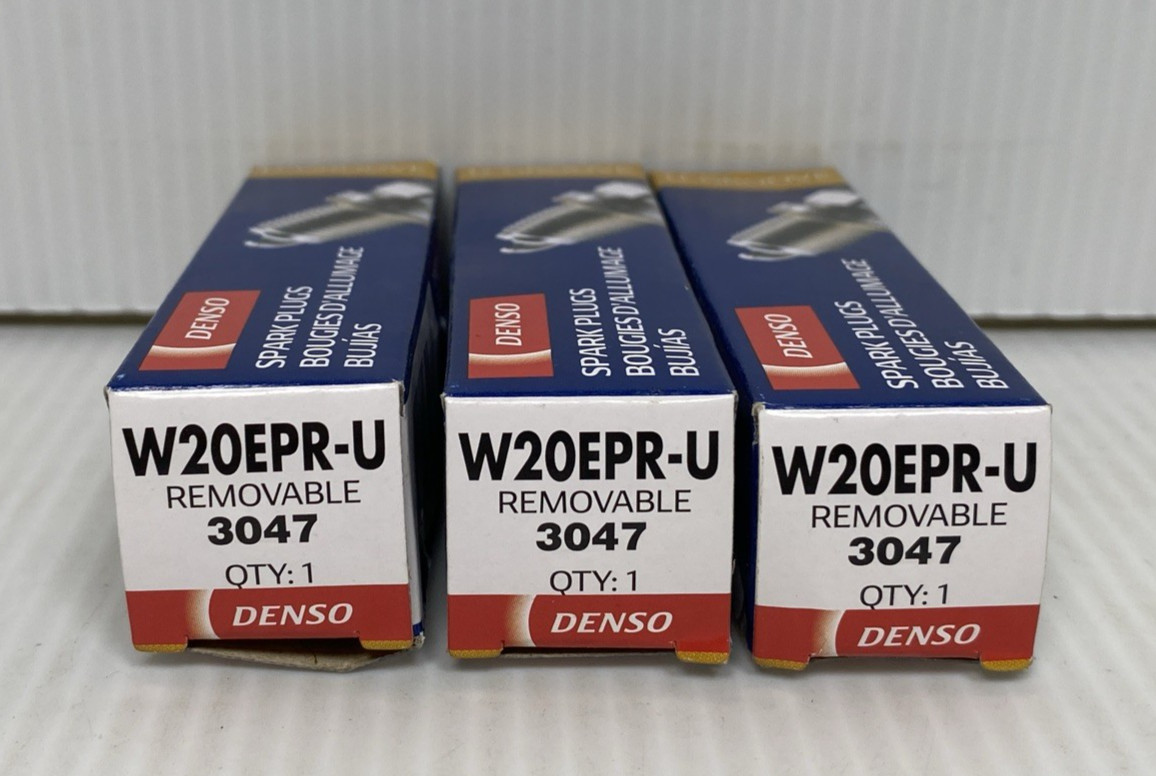 DENSO
SPARK PLUGS
BOUGIES D'ALLUMAGE
BUJÍAS
W20EPR-U
REMOVABLE
3047
QTY: 1
DENSO
DENSO
SPARK PLUGS
BOUGIES D'ALLUMAGE
BUJÍAS
W20EPR-U
REMOVABLE
3047
QTY: 1
DENSO
DENSO
SPARK PLUGS
BOUGIES D'ALLUMAGE
BUJÍAS
W20EPR-U
REMOVABLE
3047
QTY: 1
DENSO